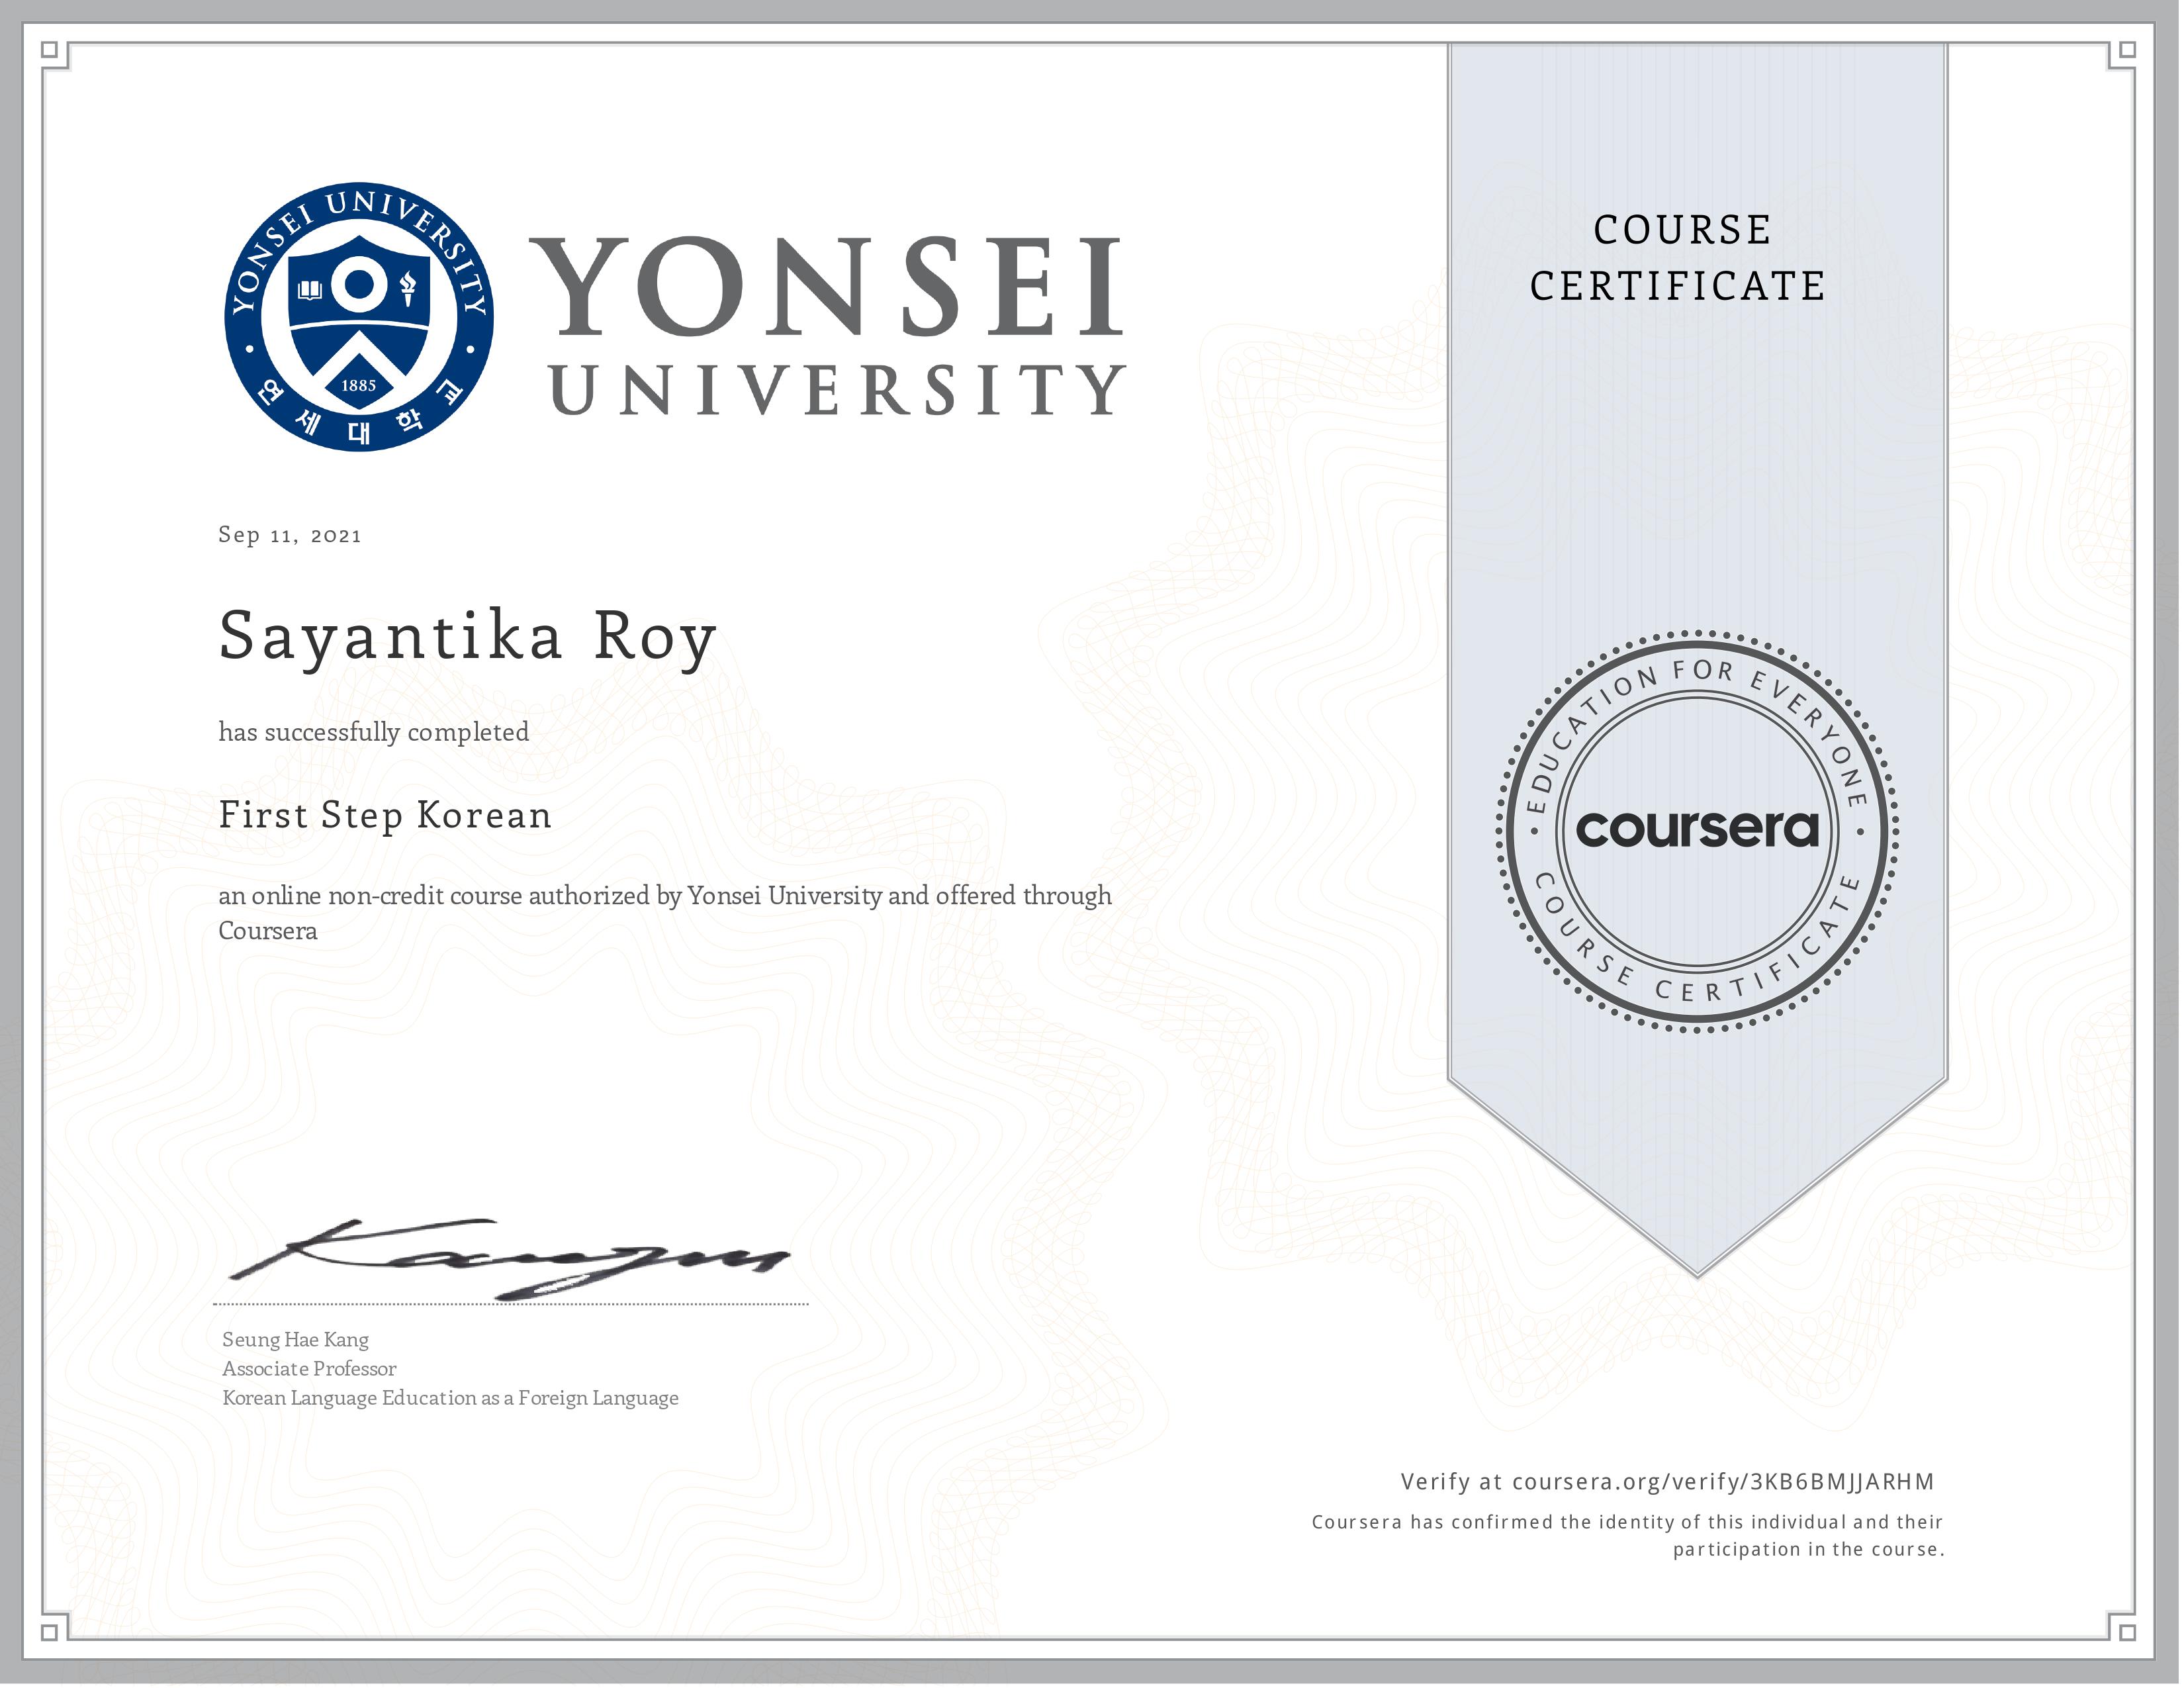 YONSEI UNIVERSITY
1885
연세대학교
YONSEI
UNIVERSITY
COURSE
CERTIFICATE
Sep 11, 2021
Sayantika Roy
has successfully completed
First Step Korean
an online non-credit course authorized by Yonsei University and offered through
Coursera
EDUCATION FOR EVERYONE
coursera
COURSE CERTIFICATE
Kang
Seung Hae Kang
Associate Professor
Korean Language Education as a Foreign Language
Verify at coursera.org/verify/3KB6BMJJARHM
Coursera has confirmed the identity of this individual and their
participation in the course.